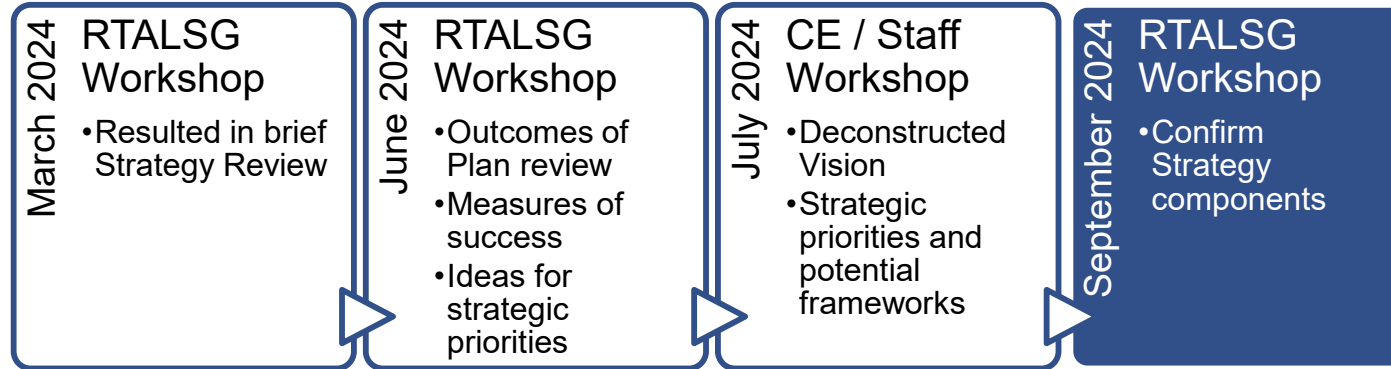 March 2024
RTALSG
Workshop
•Resulted in brief
Strategy Review
June 2024
RTALSG
Workshop
•Outcomes of
Plan review
•Measures of
success
•Ideas for
strategic
priorities
July 2024
CE / Staff
Workshop
•Deconstructed
Vision
•Strategic
priorities and
potential
frameworks
September 2024
RTALSG
Workshop
•Confirm
Strategy
components